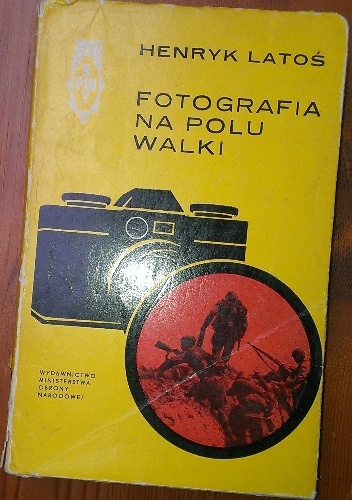 HENRYK LATOŚ
FOTOGRAFIA
NA POLU
WALKI
WYDAWNICTWO
MINISTERSTWA
OBRONY
NARODOWEJ